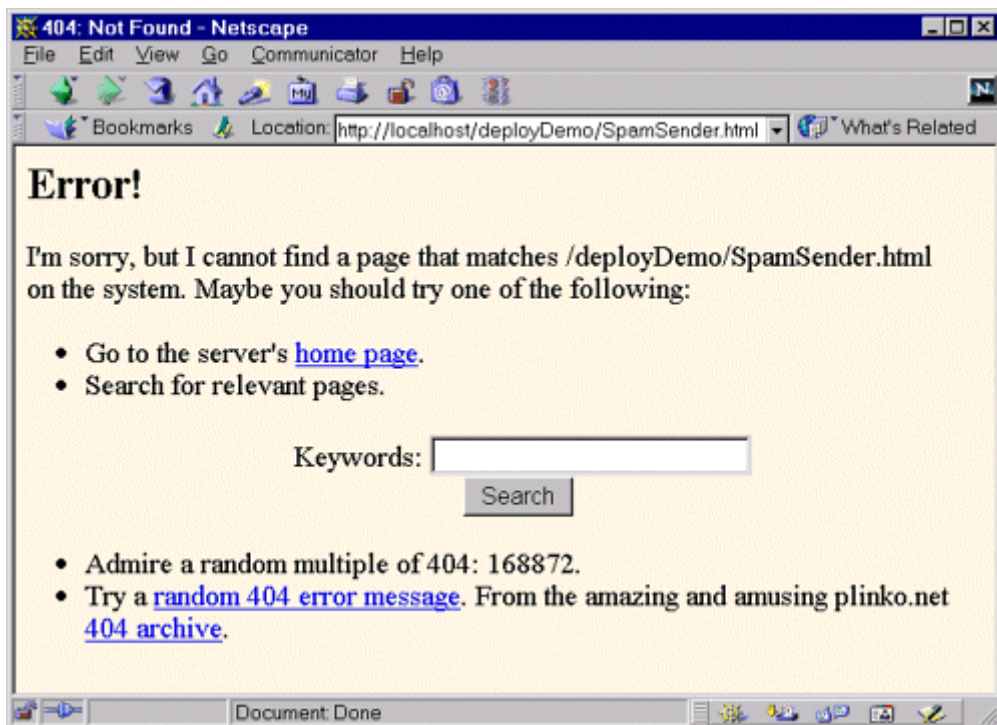 404: Not Found - Netscape
File Edit View Go Communicator Help
My
N
Bookmarks Location: http://localhost/deployDemo/SpamSender.html What's Related
Error!
I'm sorry, but I cannot find a page that matches /deployDemo/SpamSender.html
on the system. Maybe you should try one of the following:
• Go to the server's home page.
• Search for relevant pages.
Keywords:
Search
• Admire a random multiple of 404: 168872.
• Try a random 404 error message. From the amazing and amusing plinko.net
404 archive.
Document: Done